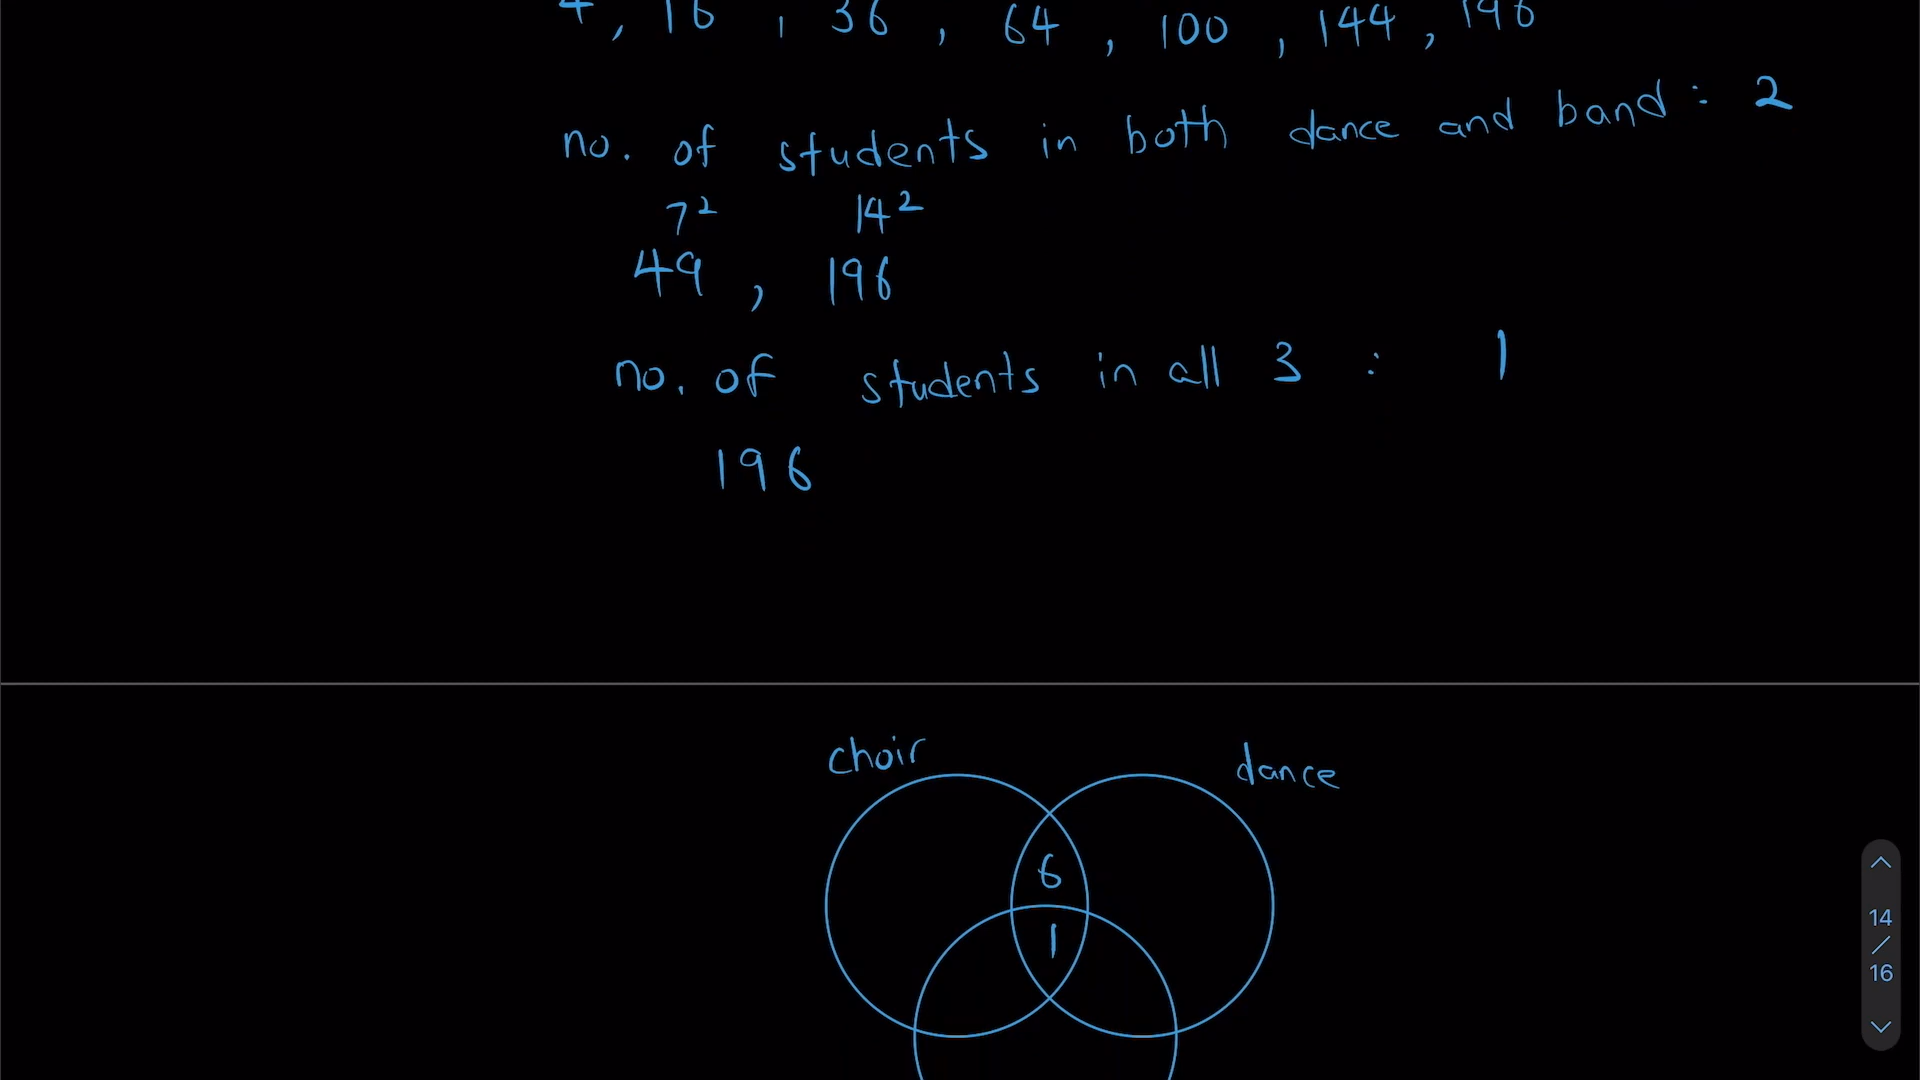 4, 16, 36, 64, 100, 144, 196
no. of students in both dance and band: 2
7² 14²
49, 196
no. of students in all 3: 1
196
choir dance
6
1
14
/
16